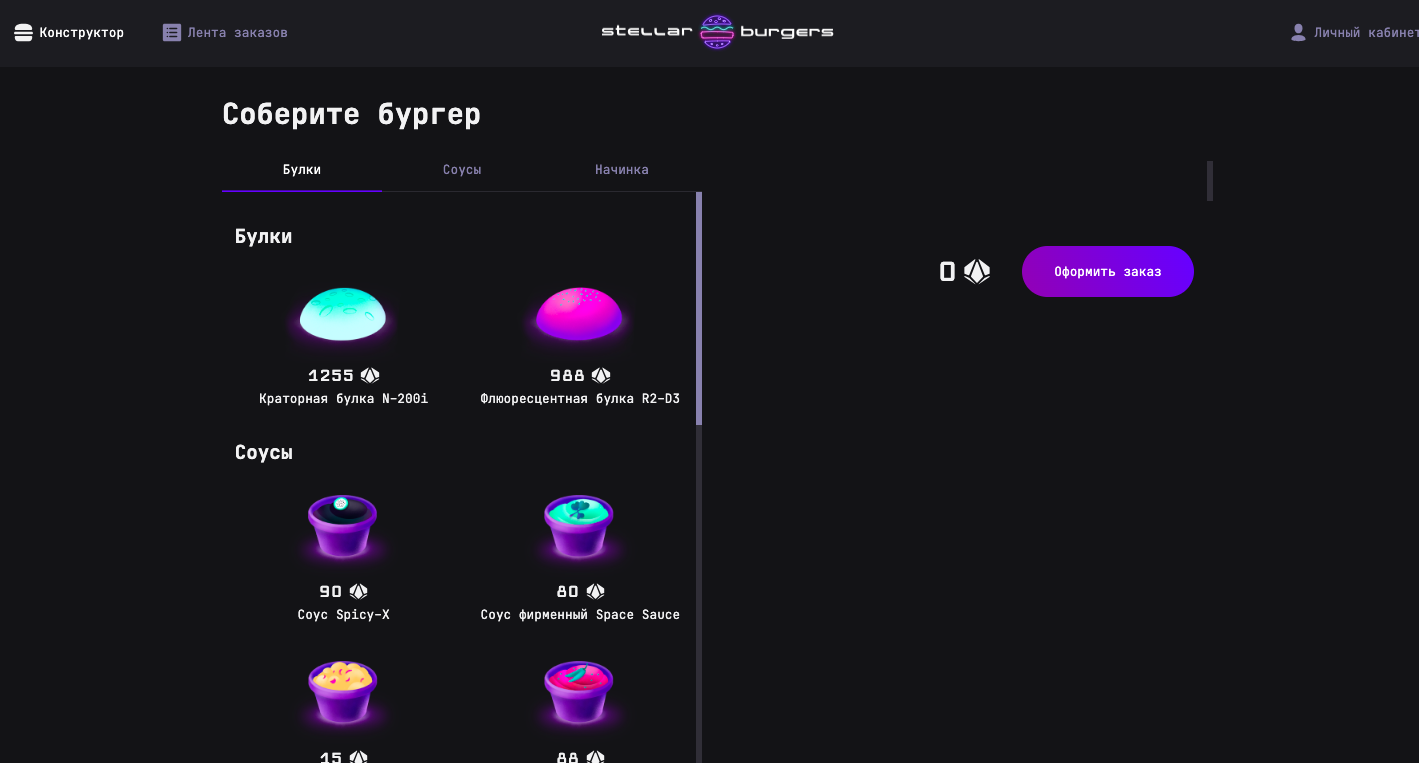 Конструктор
Лента заказов
stellar burgers
Личный кабинет
Соберите бургер
Булки
Соусы
Начинка
0
Оформить заказ
Булки
1255
988
Краторная булка N-200i
Флюоресцентная булка R2-D3
Соусы
90
80
Соус Spicy-X
Соус фирменный Space Sauce
15
88